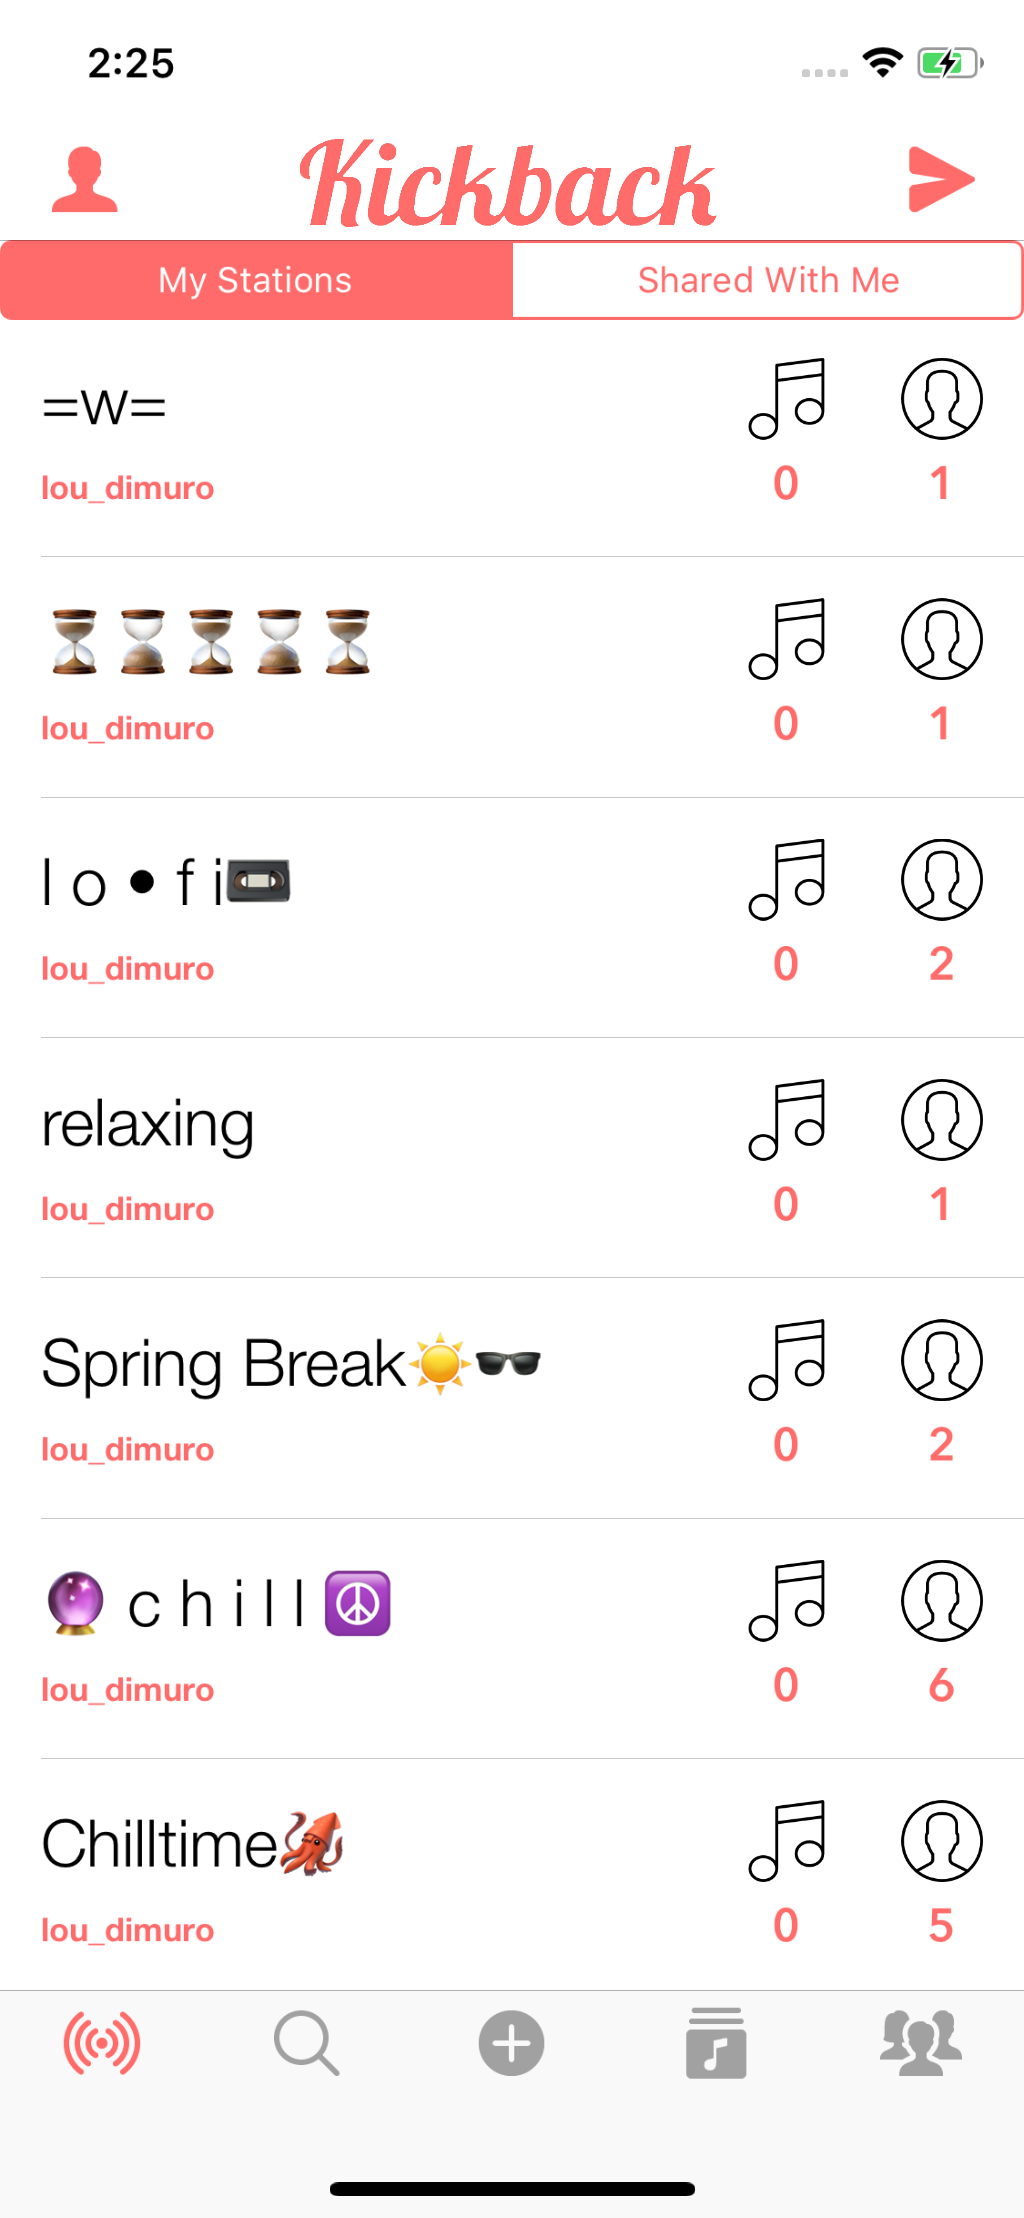 2:25
Kickback
My Stations
Shared With Me
=w=
lou_dimuro
0
1
⏳⌛⏳⌛⏳
lou_dimuro
0
1
l o • f i📼
lou_dimuro
0
2
relaxing
lou_dimuro
0
1
Spring Break☀️🕶
lou_dimuro
0
2
🔮 c h i l l ☮️
lou_dimuro
0
6
Chilltime🦑
lou_dimuro
0
5